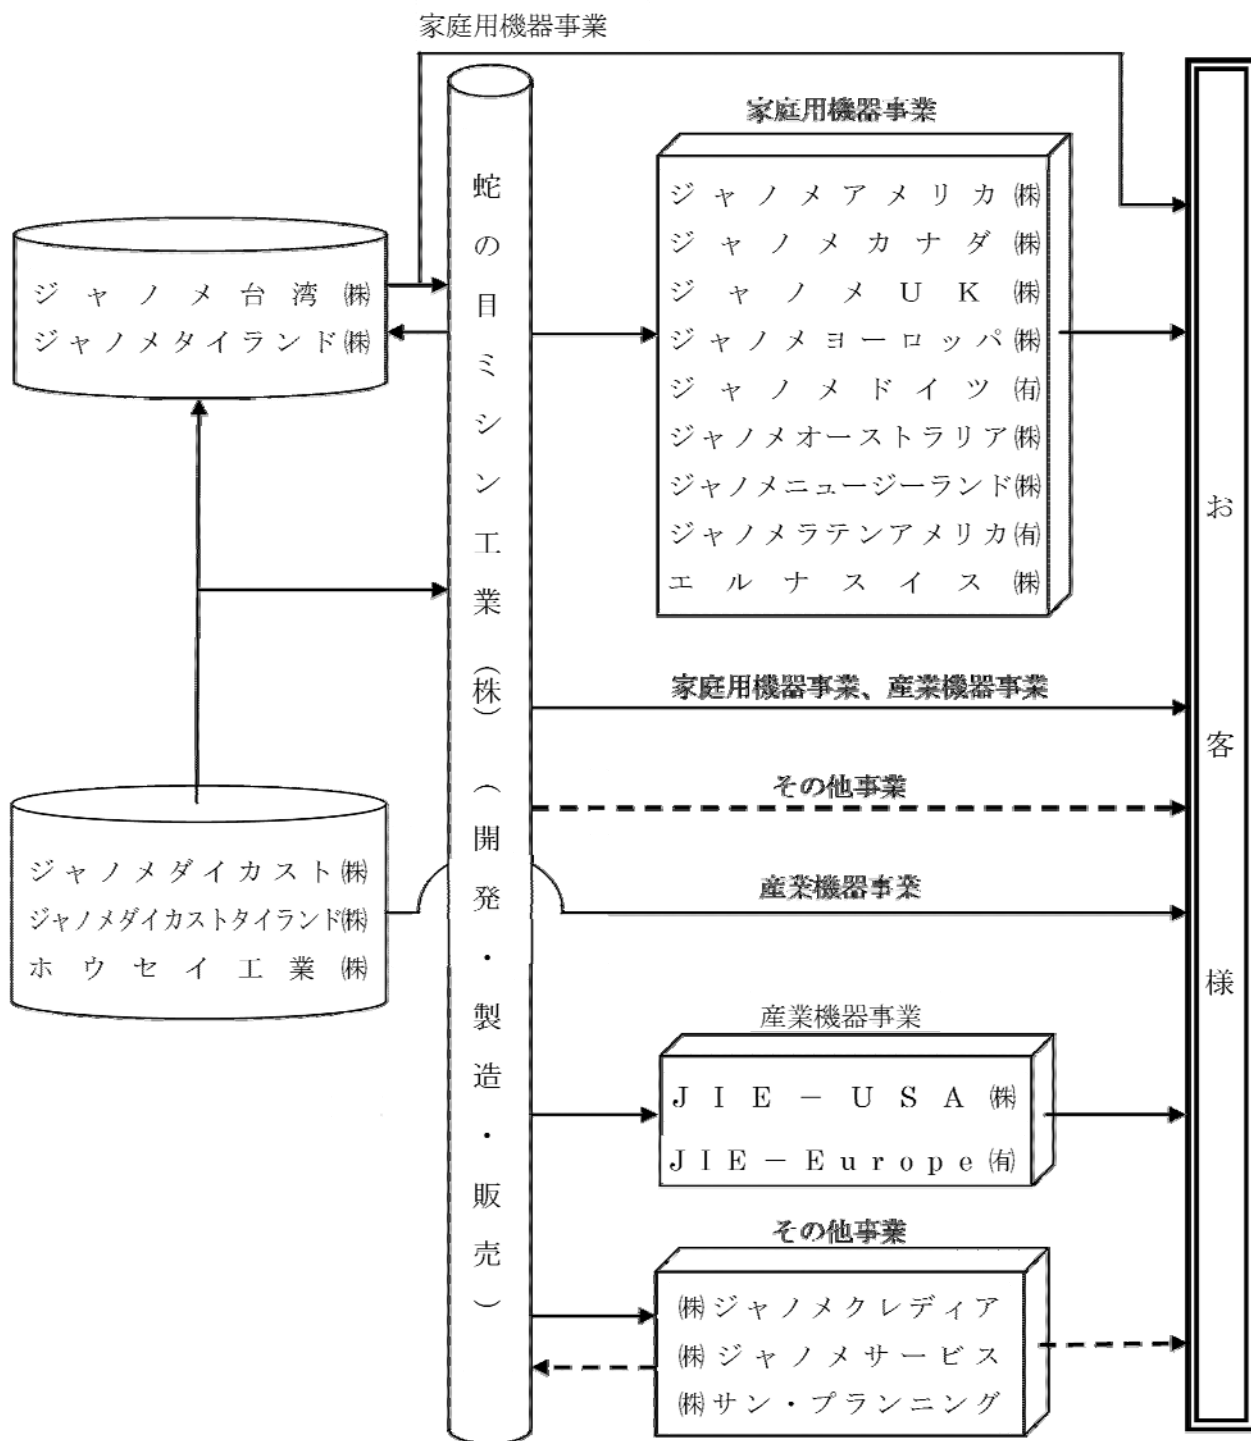 家庭用機器事業
ジャノメ台湾㈱
ジャノメタイランド㈱
ジャノメダイカスト㈱
ジャノメダイカストタイランド㈱
ホウセイ工業㈱
蛇の目ミシン工業（株）（開発・製造・販売）
家庭用機器事業
ジャノメアメリカ㈱
ジャノメカナダ㈱
ジャノメUK㈱
ジャノメヨーロッパ㈱
ジャノメドイツ㈲
ジャノメオーストラリア㈱
ジャノメニュージーランド㈱
ジャノメラテンアメリカ㈲
エルナスイス㈱
家庭用機器事業、産業機器事業
その他事業
産業機器事業
産業機器事業
JIE－USA㈱
JIE－Europe㈲
その他事業
㈱ジャノメクレディア
㈱ジャノメサービス
㈱サン・プランニング
お客様